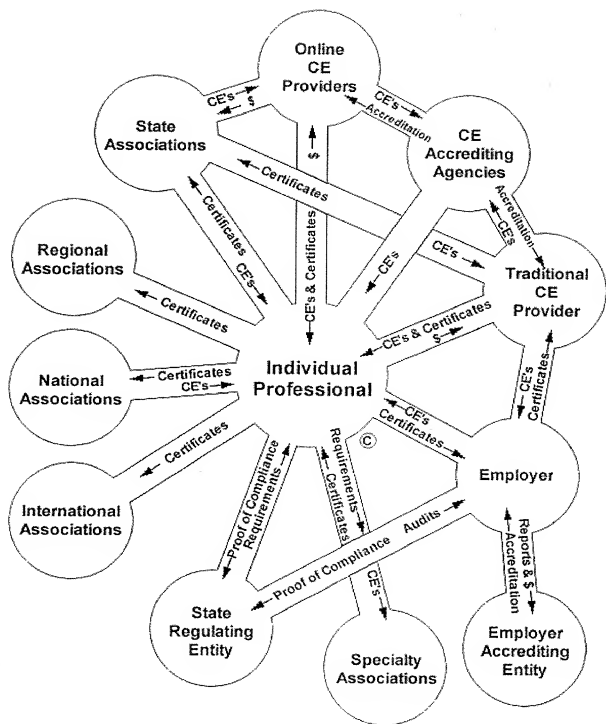 Online
CE
Providers
CE's
$
CE's
Accreditation
State
Associations
CE
Accrediting
Agencies
$
CE's & Certificates
Certificates
CE's
Certificates
CE's
CE's
Accreditation
CE's
Regional
Associations
Certificates
Traditional
CE
Provider
CE's & Certificates
$
Individual
Professional
National
Associations
Certificates
CE's
CE's
Certificates
CE's
Certificates
C
International
Associations
Certificates
Employer
Proof of Compliance
Requirements
Requirements
Certificates
CE's
Audits
Proof of Compliance
Reports & $
Accreditation
State
Regulating
Entity
Specialty
Associations
Employer
Accrediting
Entity